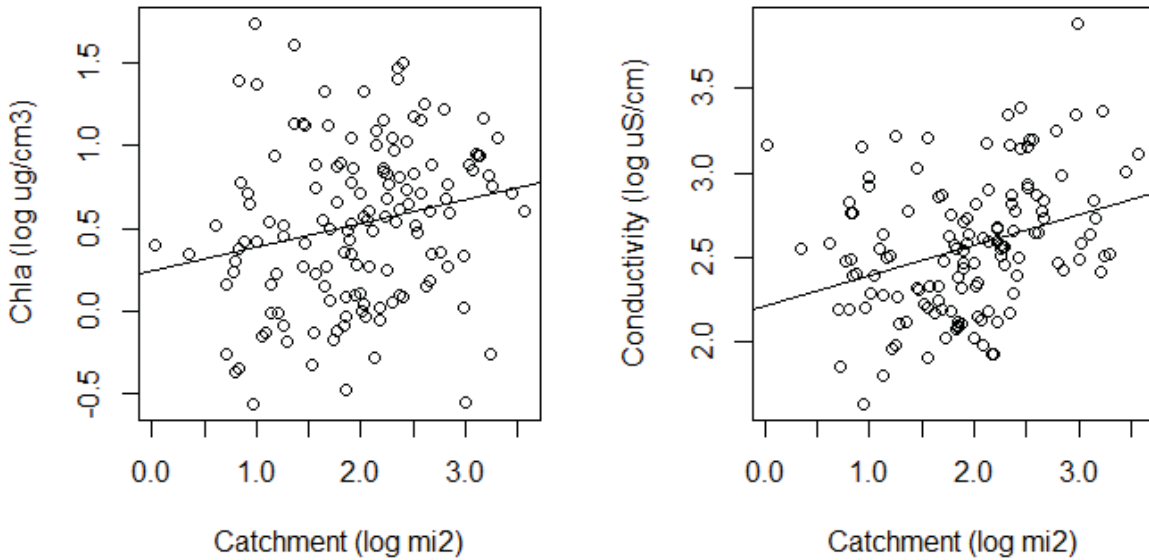 Chla (log ug/cm3)
1.5
1.0
0.5
0.0
-0.5
0.0 1.0 2.0 3.0
Catchment (log mi2)
Conductivity (log uS/cm)
3.5
3.0
2.5
2.0
0.0 1.0 2.0 3.0
Catchment (log mi2)